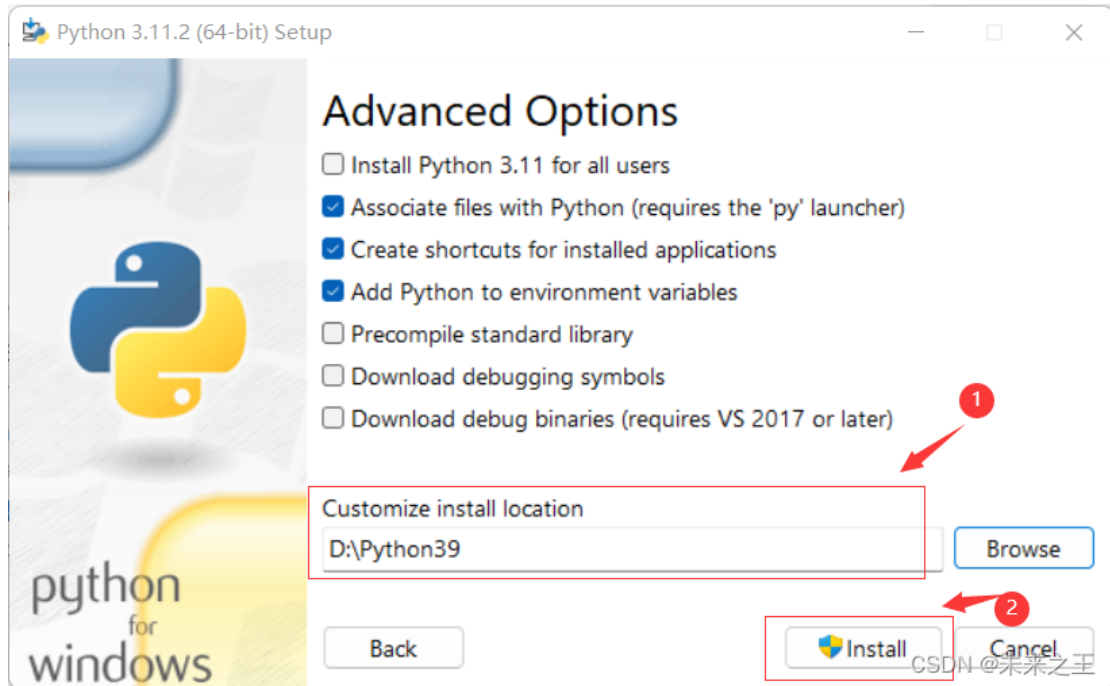 Python 3.11.2 (64-bit) Setup
Advanced Options
Install Python 3.11 for all users
Associate files with Python (requires the 'py' launcher)
Create shortcuts for installed applications
Add Python to environment variables
Precompile standard library
Download debugging symbols
Download debug binaries (requires VS 2017 or later)
1
Customize install location
D:\Python39
Browse
2
python
for
windows
Back
Install
Cancel
CSDN @未来之王